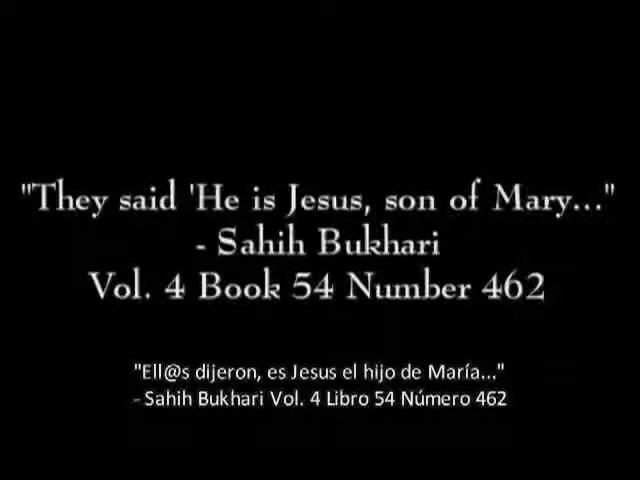 "They said 'He is Jesus, son of Mary..."
- Sahih Bukhari
Vol. 4 Book 54 Number 462
"Ell@s dijeron, es Jesus el hijo de María..."
- Sahih Bukhari Vol. 4 Libro 54 Número 462